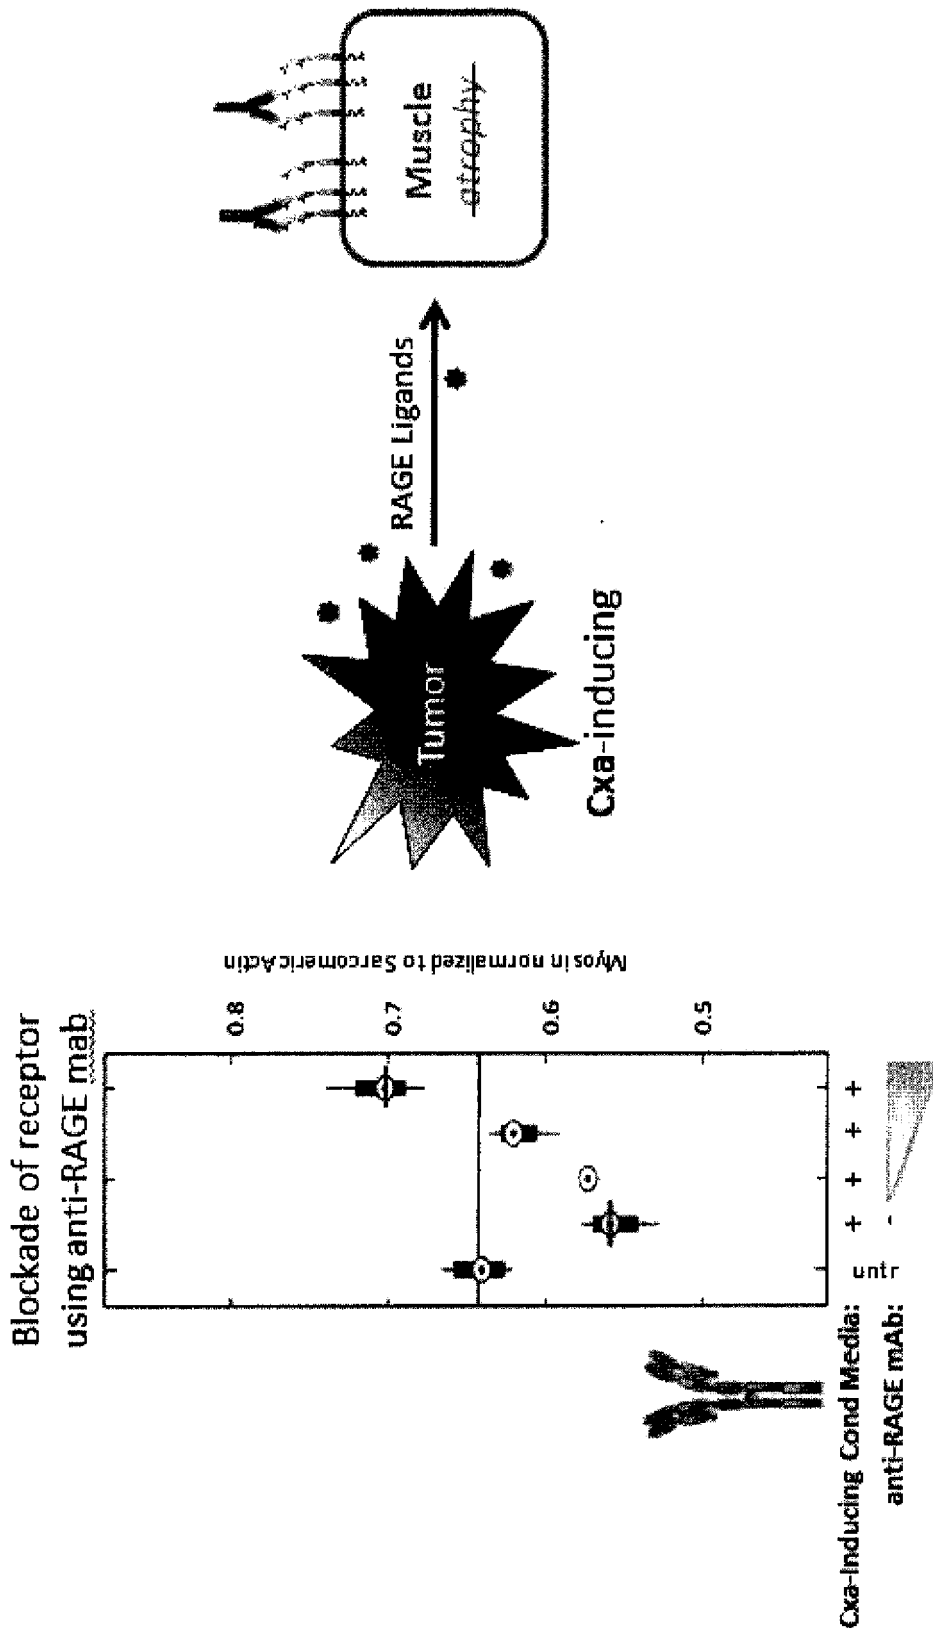 Blockade of receptor
using anti-RAGE mab
Myosin normalized to Sarcomeric Actin
0.8
0.7
0.6
0.5
Cxa-Inducing Cond Media: untr + + + +
anti-RAGE mAb: -
Tumor
Cxa-inducing
RAGE Ligands
Muscle
atrophy